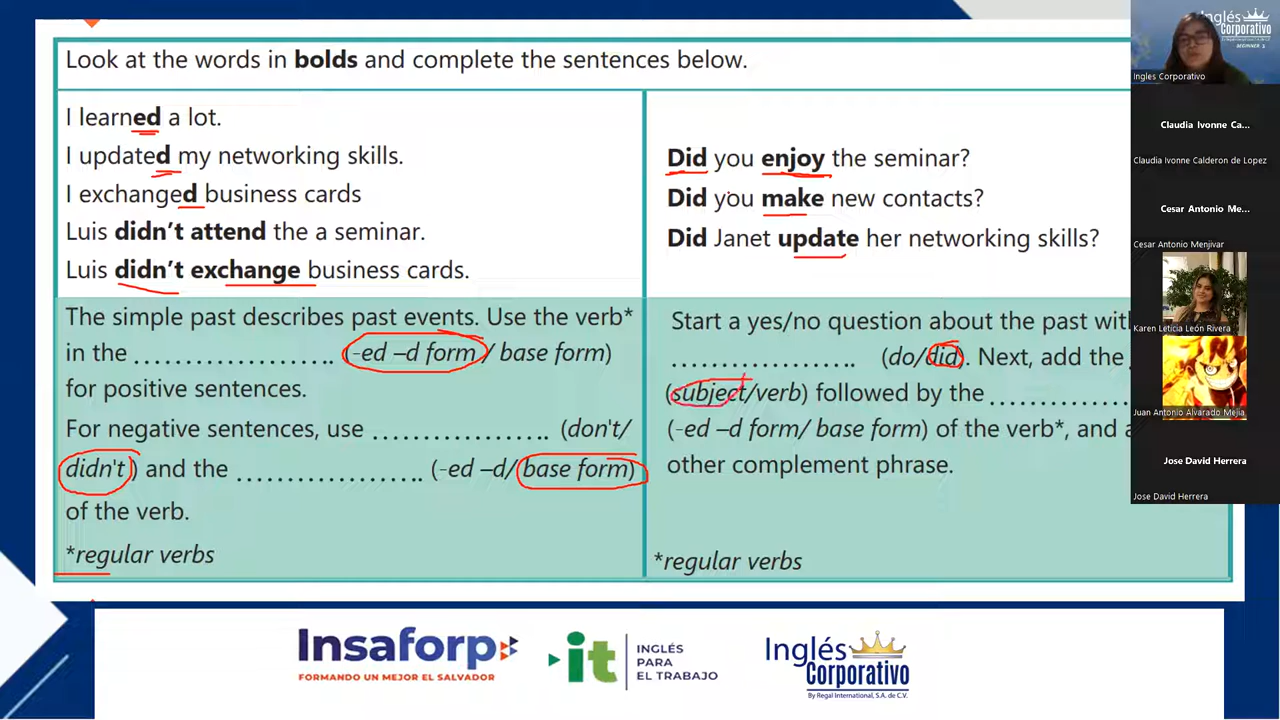 Look at the words in bolds and complete the sentences below.
I learned a lot.
I updated my networking skills.
I exchanged business cards
Luis didn't attend the a seminar.
Luis didn't exchange business cards.
Did you enjoy the seminar?
Did you make new contacts?
Did Janet update her networking skills?
The simple past describes past events. Use the verb*
in the .................. (-ed –d form / base form)
for positive sentences.
For negative sentences, use ................ (don't/
didn't ) and the ................. (-ed –d/ base form)
of the verb.
*regular verbs
Start a yes/no question about the past with
................. (do/did). Next, add the
(subject/verb) followed by the .............
(-ed –d form/ base form) of the verb*, and
other complement phrase.
*regular verbs
Inglés
Corporativo
BEGINNER 3
Ingles Corporativo
Claudia Ivonne Ca...
Claudia Ivonne Calderon de Lopez
Cesar Antonio Me...
Cesar Antonio Menjivar
Karen Leticia León Rivera
Juan Antonio Alvarado Mejia
Jose David Herrera
Jose David Herrera
Insaforp
FORMANDO UN MEJOR EL SALVADOR
it
INGLÉS
PARA
EL TRABAJO
Inglés
Corporativo
By Regal International, S.A. de C.V.